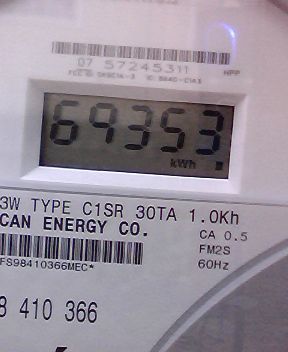 07 57245311
69353
kWh
3W TYPE C1SR 30TA 1.0Kh
CAN ENERGY CO.
CA 0.5
FM2S
60Hz
FS98410366MEC*
8 410 366